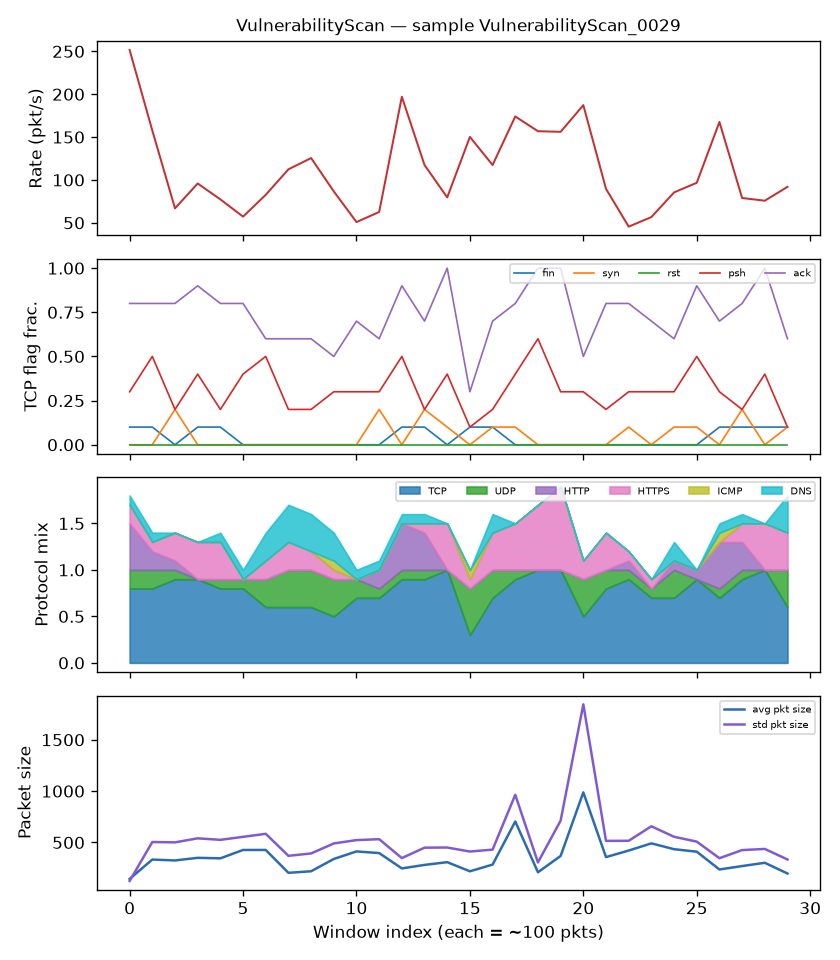 VulnerabilityScan — sample VulnerabilityScan_0029
250
200
150
100
50
Rate (pkt/s)
fin syn rst psh ack
1.00
0.75
0.50
0.25
0.00
TCP flag frac.
TCP UDP HTTP HTTPS ICMP DNS
1.5
1.0
0.5
0.0
Protocol mix
avg pkt size
std pkt size
1500
1000
500
Packet size
0 5 10 15 20 25 30
Window index (each = ~100 pkts)